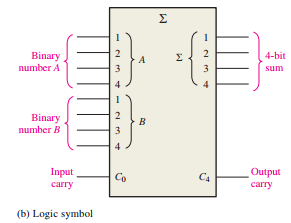 Σ
1
2
3
4
A
Binary
number A
1
2
3
4
B
Binary
number B
Σ
1
2
3
4
4-bit
sum
Input
carry
C0
C4
Output
carry
(b) Logic symbol